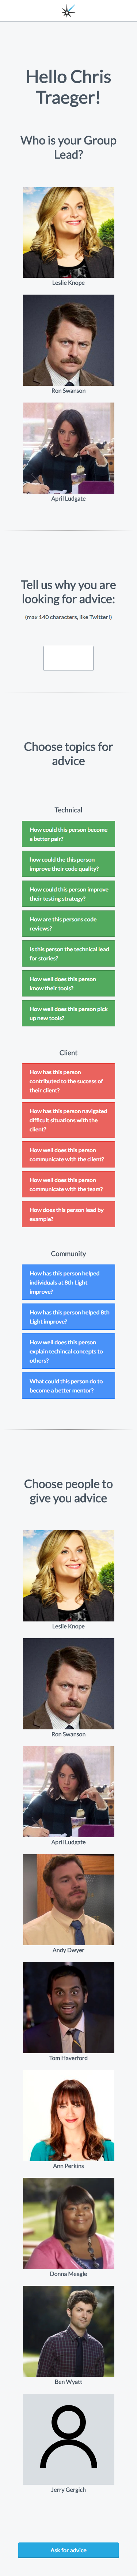 Hello Chris
Traeger!
Who is your Group
Lead?
Leslie Knope
Ron Swanson
April Ludgate
Tell us why you are
looking for advice:
(max 140 characters, like Twitter!)
Choose topics for
advice
Technical
How could this person become
a better pair?
how could the this person
improve their code quality?
How could this person improve
their testing strategy?
How are this persons code
reviews?
Is this person the technical lead
for stories?
How well does this person
know their tools?
How well does this person pick
up new tools?
Client
How has this person
contributed to the success of
their client?
How has this person navigated
difficult situations with the
client?
How well does this person
communicate with the client?
How well does this person
communicate with the team?
How does this person lead by
example?
Community
How has this person helped
individuals at 8th Light
improve?
How has this person helped 8th
Light improve?
How well does this person
explain techincal concepts to
others?
What could this person do to
become a better mentor?
Choose people to
give you advice
Leslie Knope
Ron Swanson
April Ludgate
Andy Dwyer
Tom Haverford
Ann Perkins
Donna Meagle
Ben Wyatt
Jerry Gergich
Ask for advice